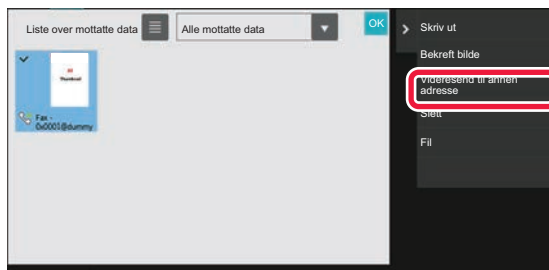 Liste over mottatte data
Alle mottatte data
OK
Thumbnail
Fax -
0x0001@dummy
Skriv ut
Bekreft bilde
Videresend til annen
adresse
Slett
Fil